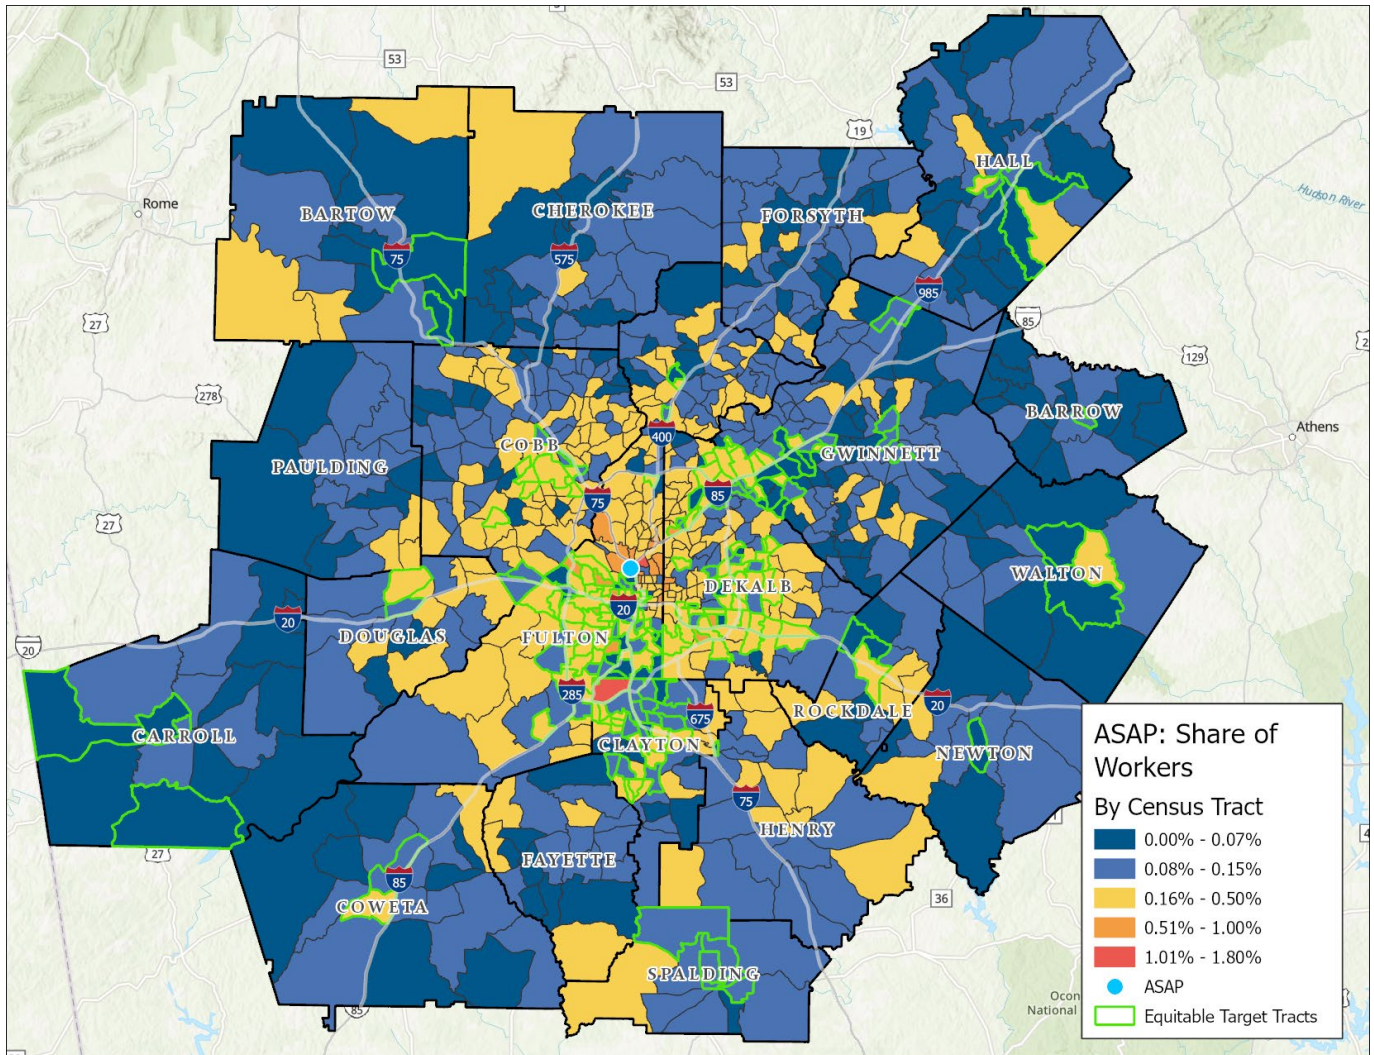 53
53
19
HALL
Hudson River
Rome
BARTOW
CHEROKEE
FORSYTH
75
575
985
85
27
129
278
BARROW
Athens
400
COBB
GWINNETT
PAULDING
75
85
27
WALTON
DEKALB
20
20
20
DOUGLAS
FULTON
285
675
ROCKDALE
20
CARROLL
CLAYTON
NEWTON
75
HENRY
27
FAYETTE
85
COWETA
36
SPALDING
85
Ocon
National
ASAP: Share of
Workers
By Census Tract
0.00% - 0.07%
0.08% - 0.15%
0.16% - 0.50%
0.51% - 1.00%
1.01% - 1.80%
ASAP
Equitable Target Tracts